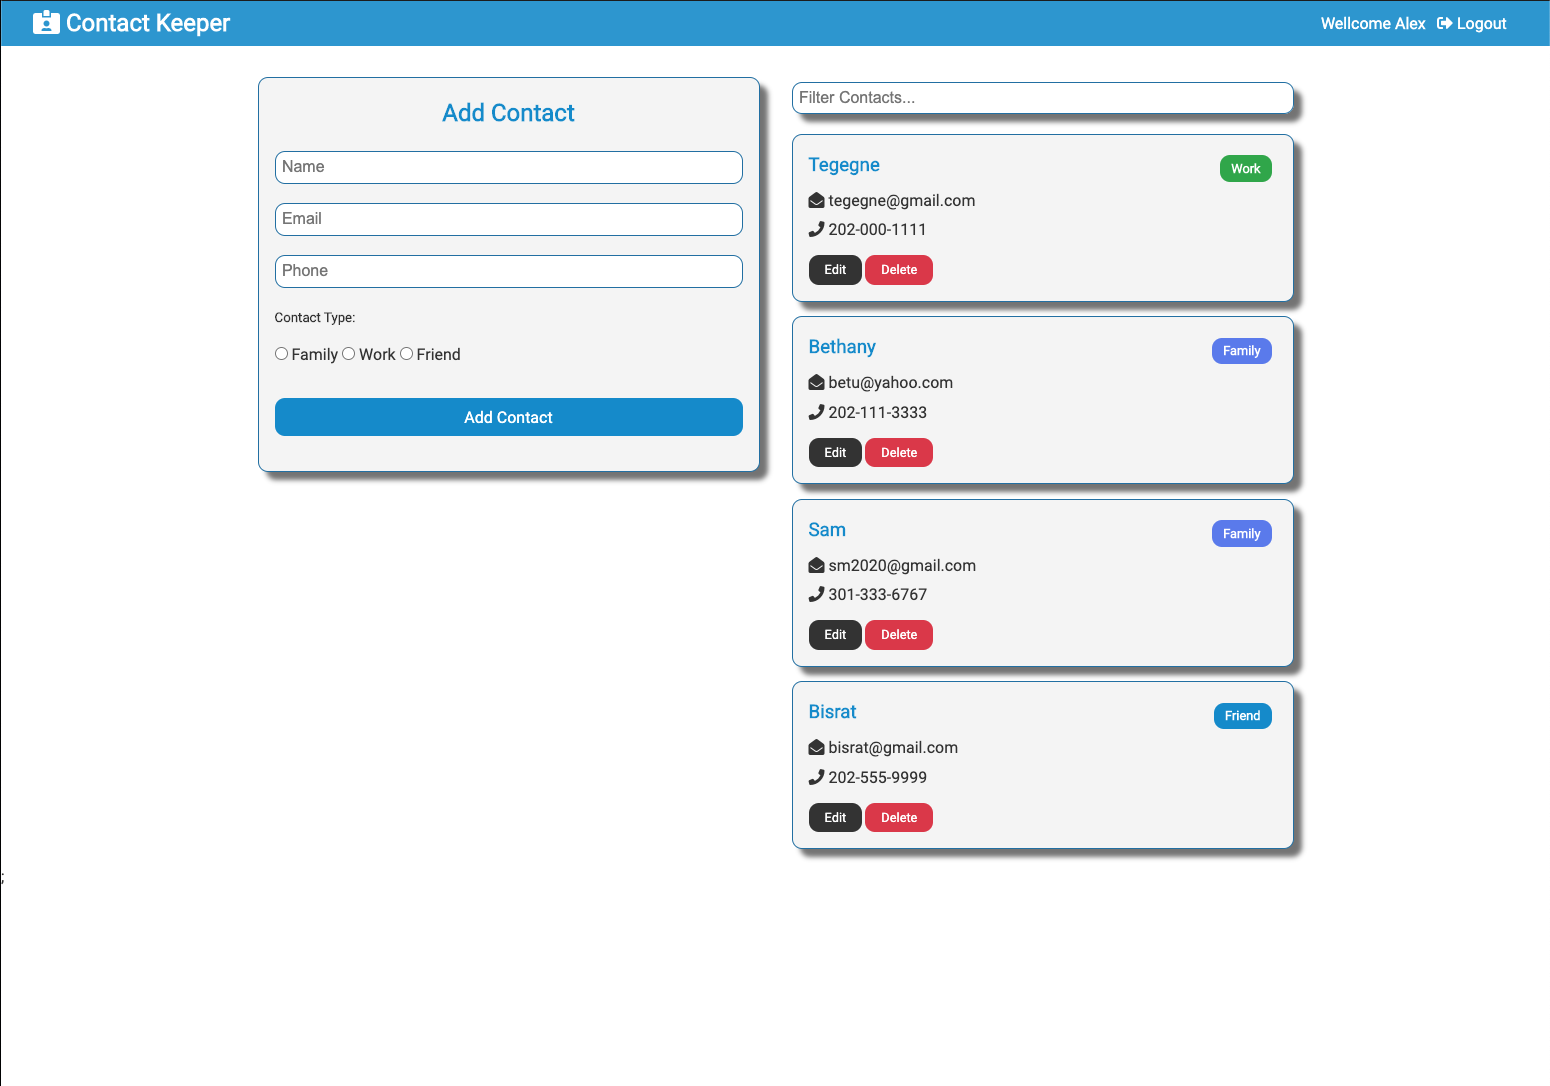 Contact Keeper
Wellcome Alex Logout
Add Contact
Name
Email
Phone
Contact Type:
Family Work Friend
Add Contact
Filter Contacts...
Tegegne Work
tegegne@gmail.com
202-000-1111
Edit Delete
Bethany Family
betu@yahoo.com
202-111-3333
Edit Delete
Sam Family
sm2020@gmail.com
301-333-6767
Edit Delete
Bisrat Friend
bisrat@gmail.com
202-555-9999
Edit Delete
;